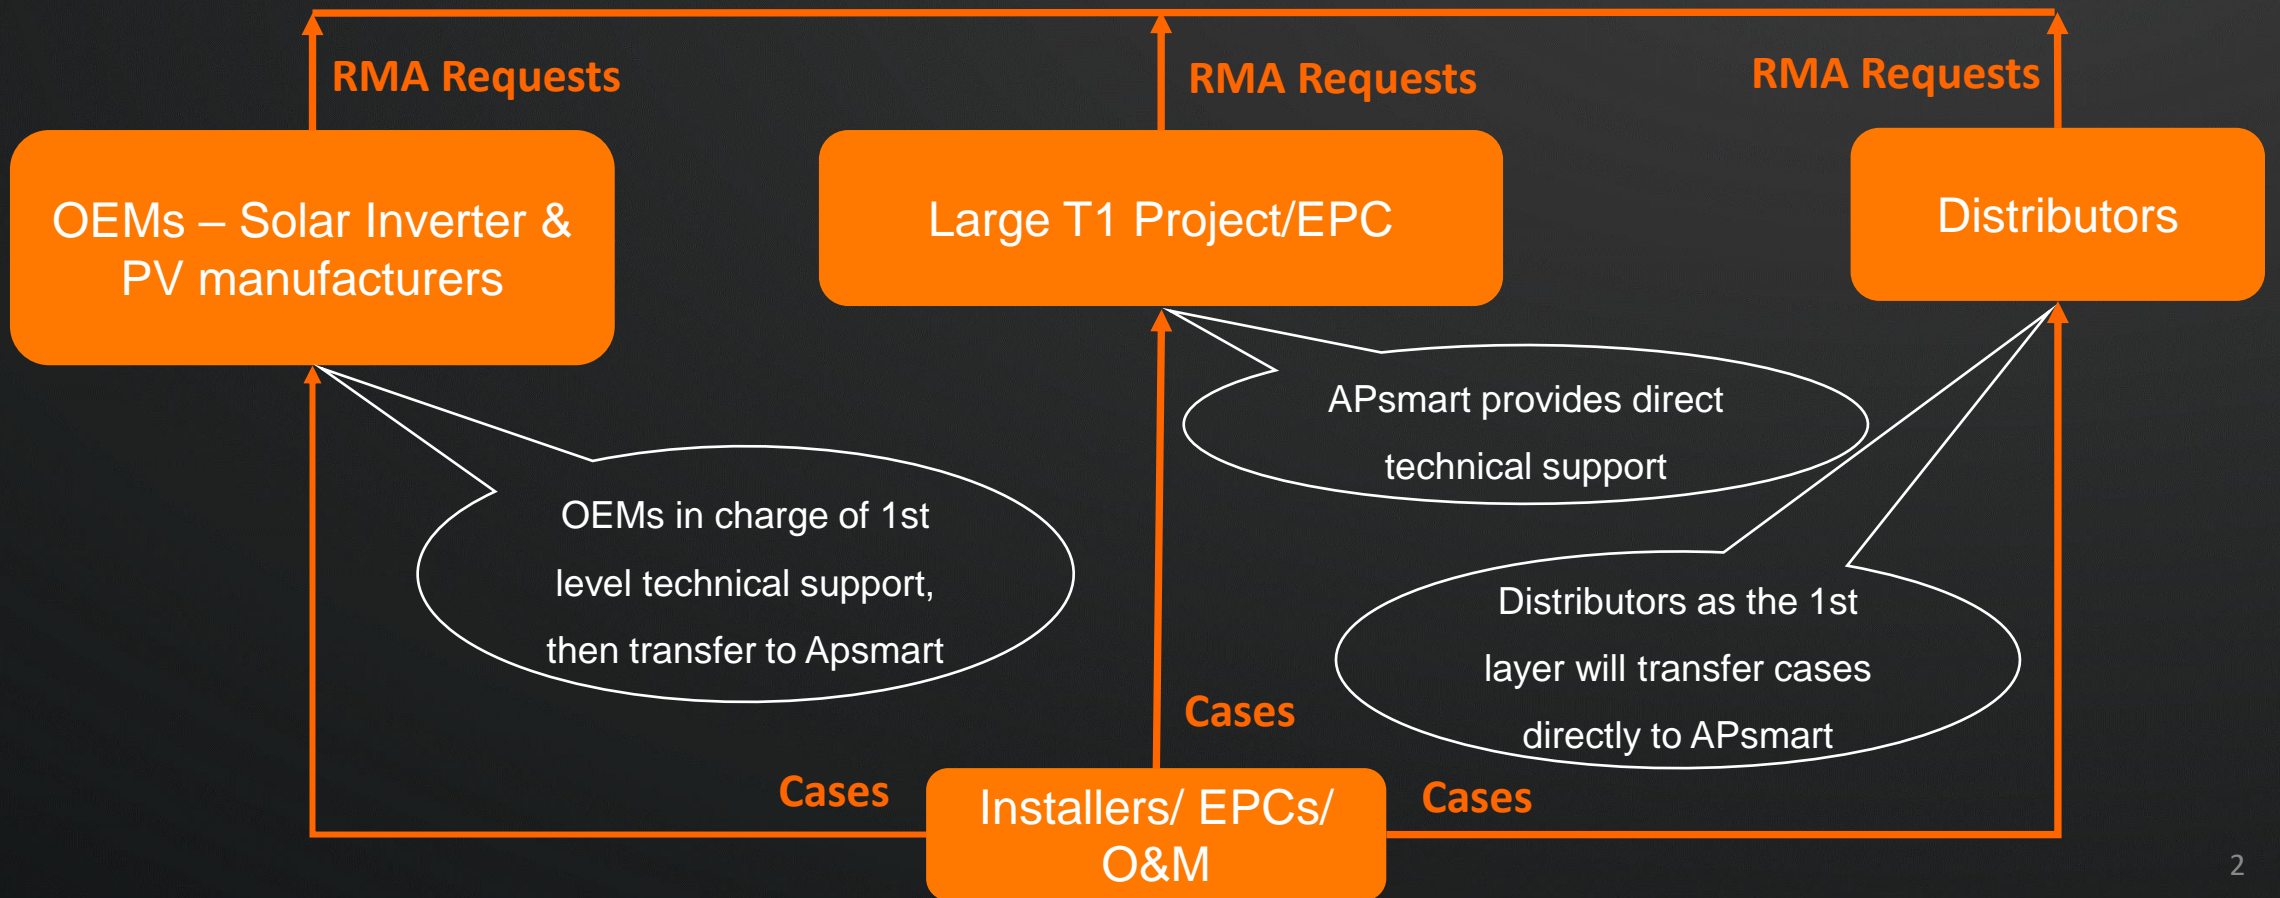 RMA Requests
RMA Requests
RMA Requests
OEMs – Solar Inverter &
PV manufacturers
Large T1 Project/EPC
Distributors
APsmart provides direct
technical support
OEMs in charge of 1st
level technical support,
then transfer to Apsmart
Distributors as the 1st
layer will transfer cases
directly to APsmart
Cases
Cases
Cases
Installers/ EPCs/
O&M
2